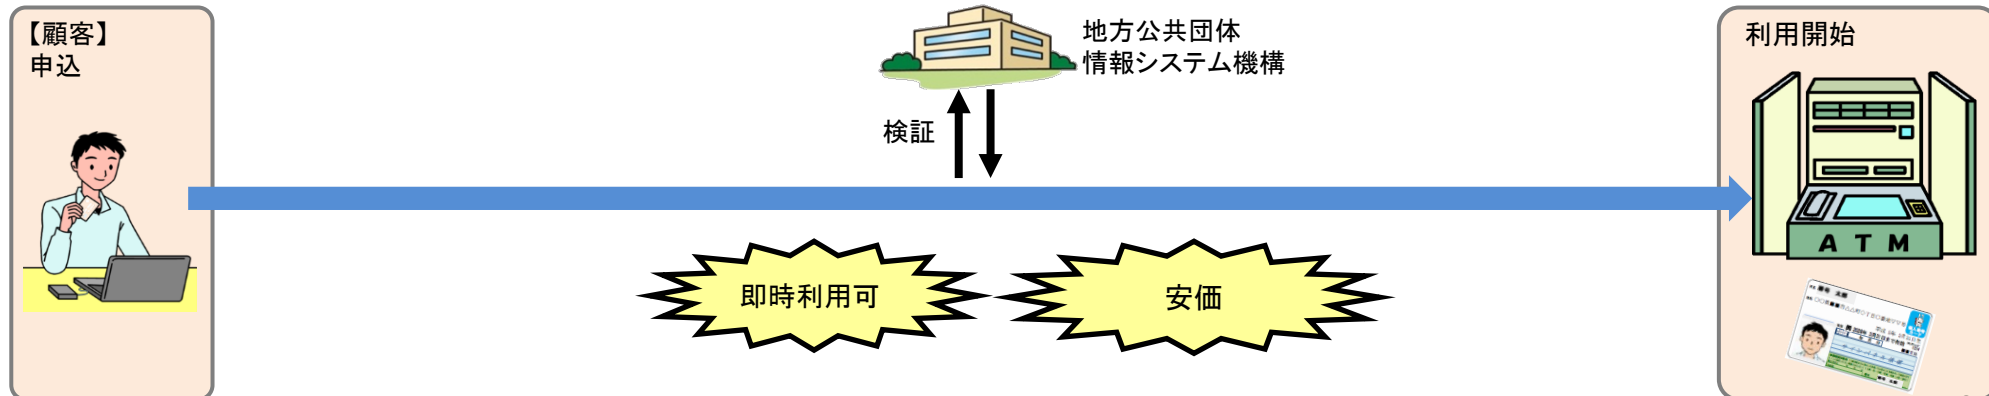 【顧客】
申込
地方公共団体
情報システム機構
検証
利用開始
即時利用可
安価
ATM